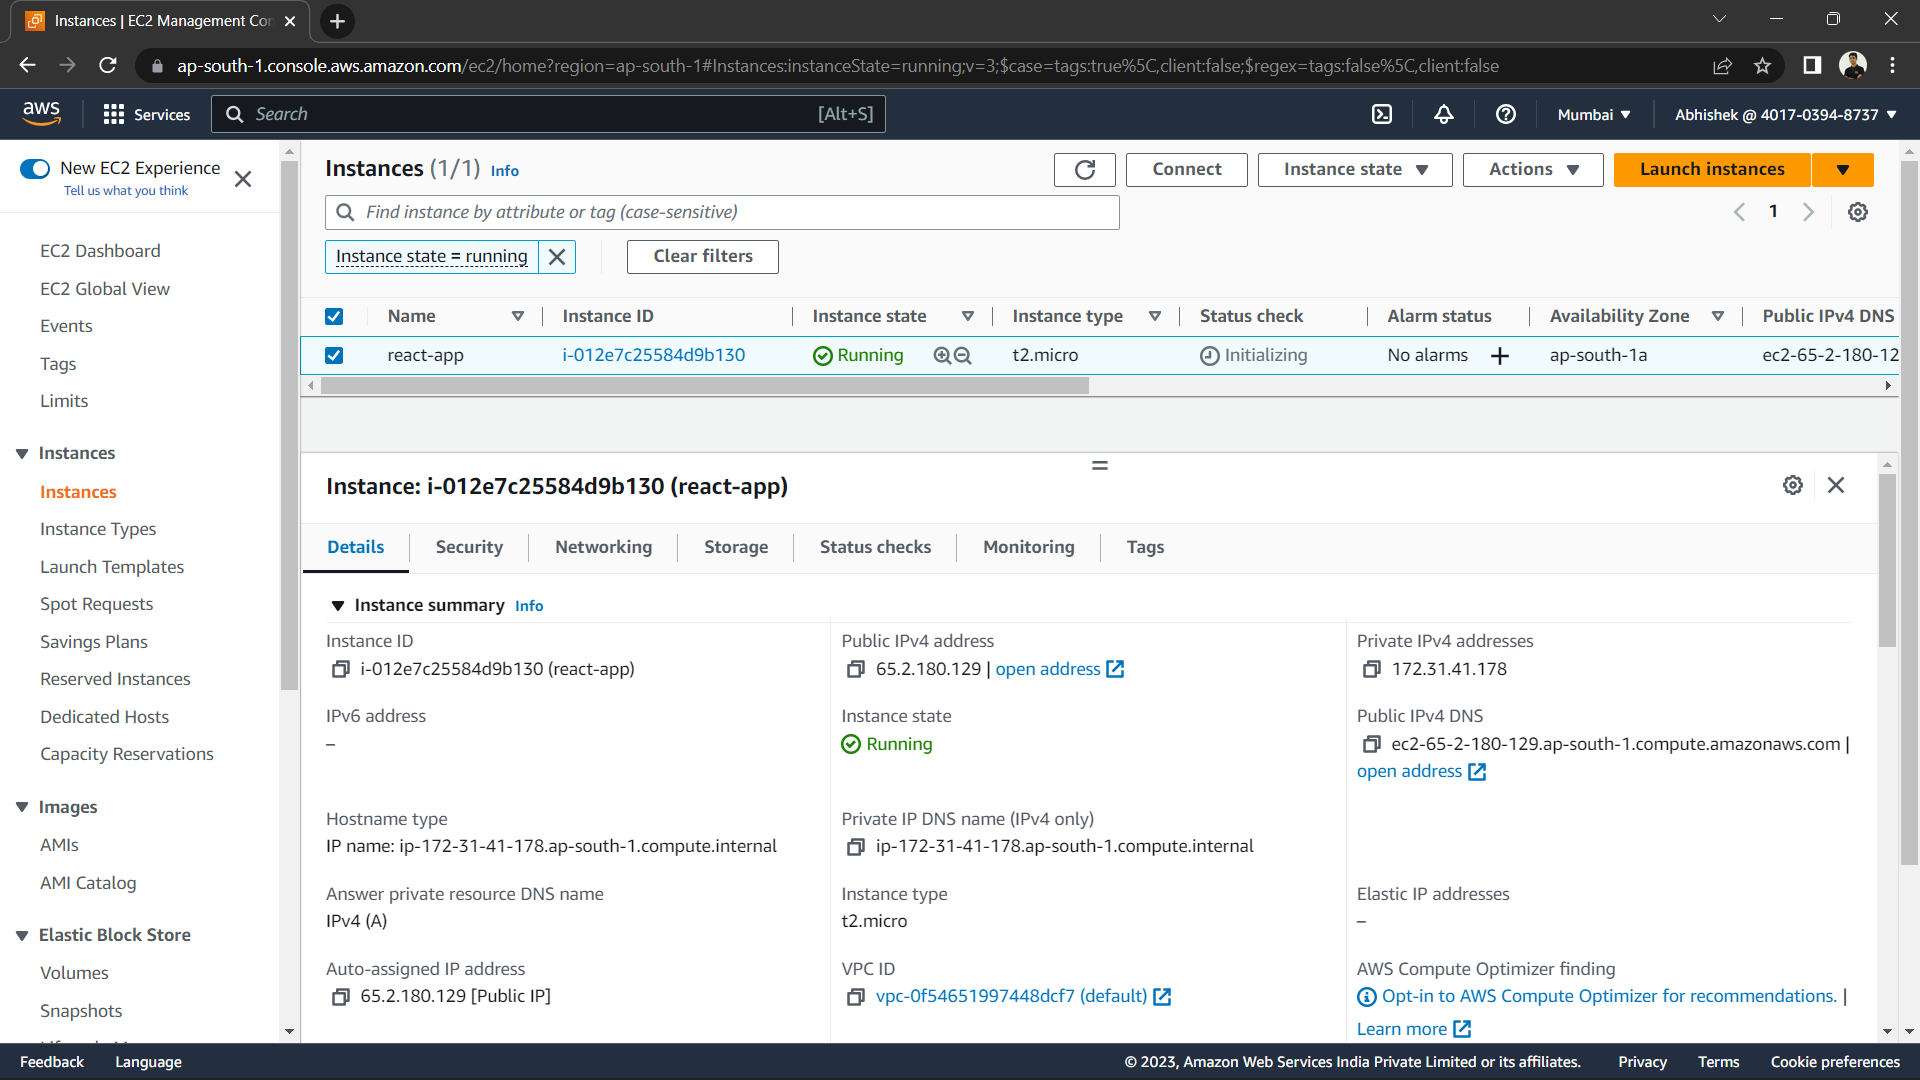 Instances | EC2 Management Con
ap-south-1.console.aws.amazon.com/ec2/home?region=ap-south-1#Instances:instanceState=running;v=3;$case=tags:true%5C,client:false;$regex=tags:false%5C,client:false
aws
Services
Search
[Alt+S]
Mumbai
Abhishek @ 4017-0394-8737
New EC2 Experience
Tell us what you think
EC2 Dashboard
EC2 Global View
Events
Tags
Limits
Instances
Instances
Instance Types
Launch Templates
Spot Requests
Savings Plans
Reserved Instances
Dedicated Hosts
Capacity Reservations
Images
AMIs
AMI Catalog
Elastic Block Store
Volumes
Snapshots
Instances (1/1) Info
Connect
Instance state
Actions
Launch instances
Find instance by attribute or tag (case-sensitive)
1
Instance state = running
Clear filters
Name Instance ID Instance state Instance type Status check Alarm status Availability Zone Public IPv4 DNS
react-app i-012e7c25584d9b130 Running t2.micro Initializing No alarms + ap-south-1a ec2-65-2-180-12
Instance: i-012e7c25584d9b130 (react-app)
Details Security Networking Storage Status checks Monitoring Tags
Instance summary Info
Instance ID
i-012e7c25584d9b130 (react-app)
Public IPv4 address
65.2.180.129 | open address
Private IPv4 addresses
172.31.41.178
IPv6 address
–
Instance state
Running
Public IPv4 DNS
ec2-65-2-180-129.ap-south-1.compute.amazonaws.com |
open address
Hostname type
IP name: ip-172-31-41-178.ap-south-1.compute.internal
Private IP DNS name (IPv4 only)
ip-172-31-41-178.ap-south-1.compute.internal
Answer private resource DNS name
IPv4 (A)
Instance type
t2.micro
Elastic IP addresses
–
Auto-assigned IP address
65.2.180.129 [Public IP]
VPC ID
vpc-0f54651997448dcf7 (default)
AWS Compute Optimizer finding
Opt-in to AWS Compute Optimizer for recommendations. |
Learn more
Feedback
Language
© 2023, Amazon Web Services India Private Limited or its affiliates.
Privacy
Terms
Cookie preferences